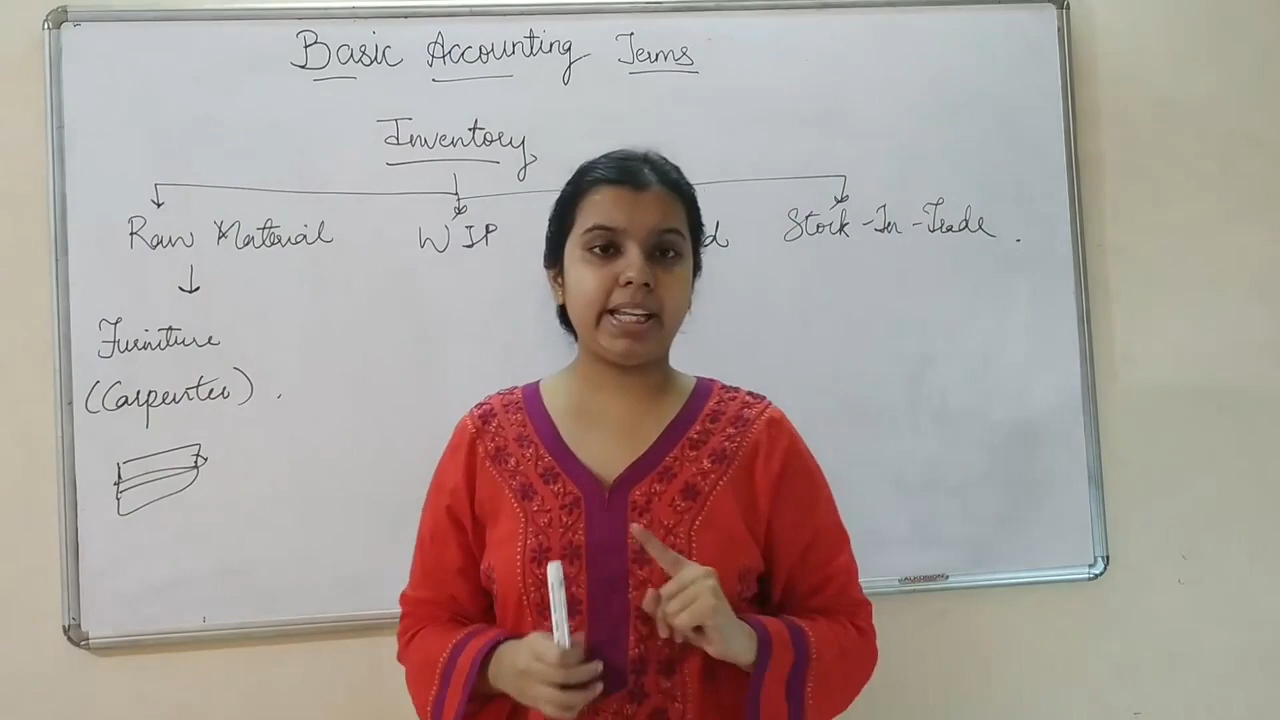 Basic Accounting Terms
Inventory
Raw Material WIP d Stock-In-Trade
Furniture
(Carpenter)